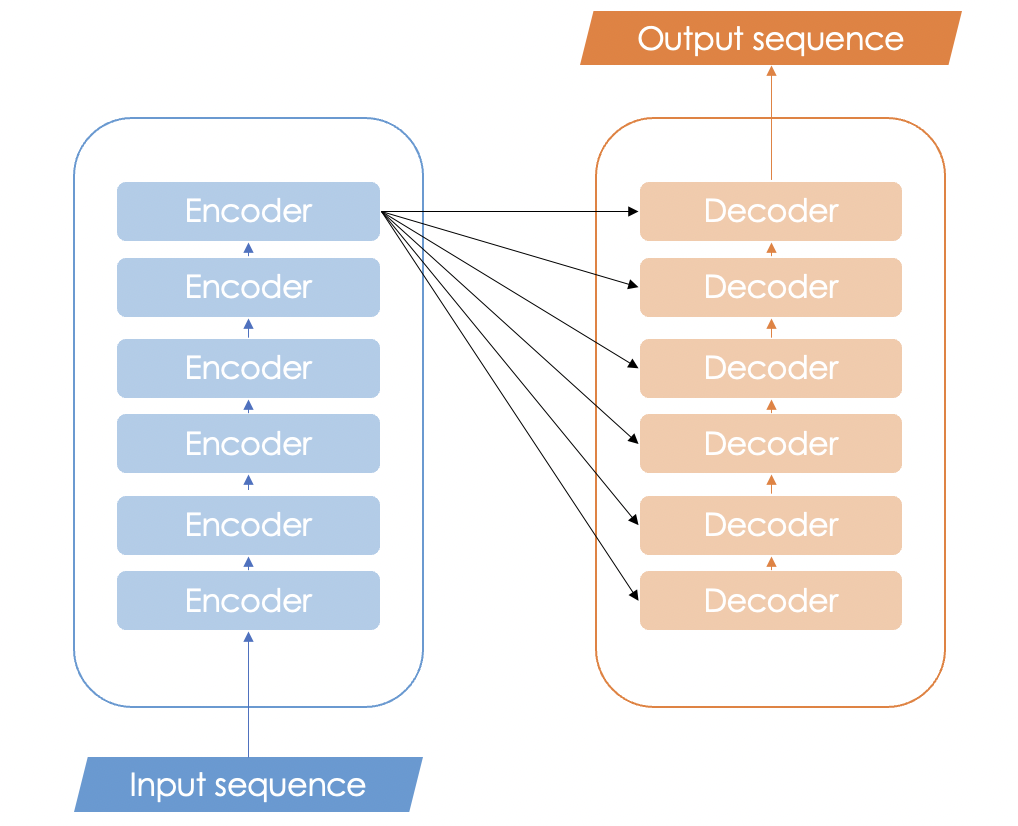 Output sequence
Encoder
Encoder
Encoder
Encoder
Encoder
Encoder
Input sequence
Decoder
Decoder
Decoder
Decoder
Decoder
Decoder